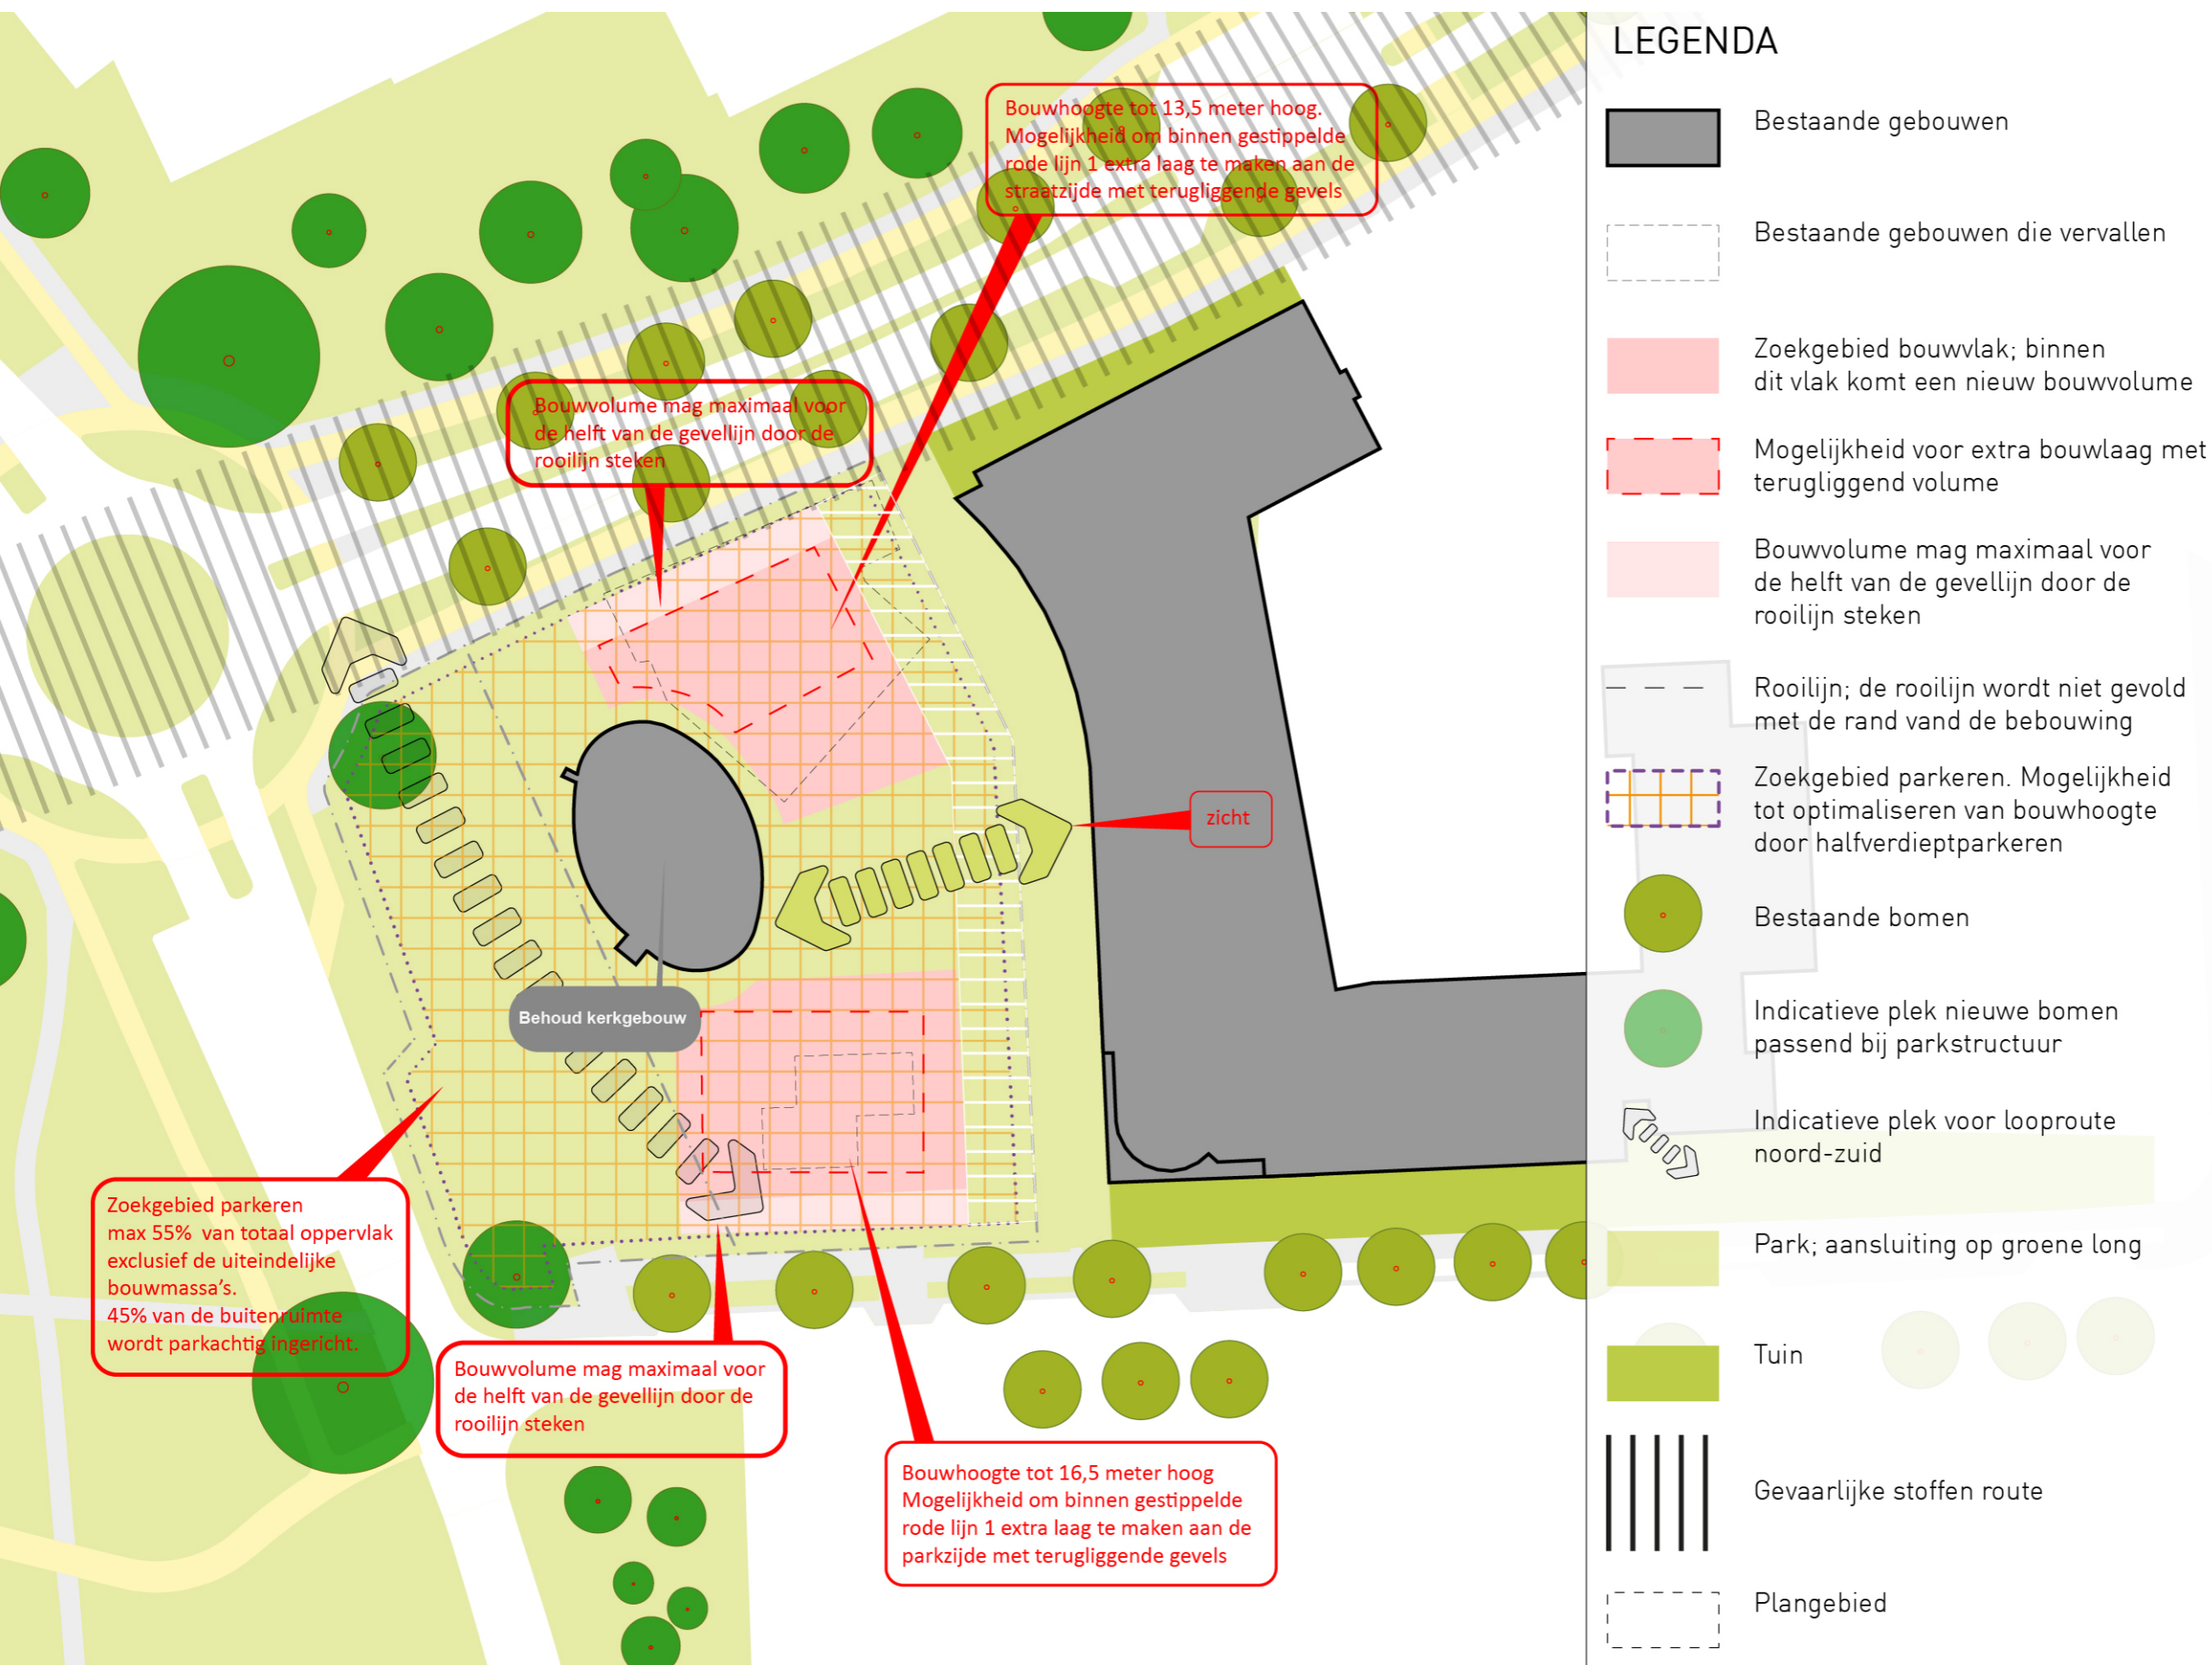 LEGENDA
Bestaande gebouwen
Bestaande gebouwen die vervallen
Zoekgebied bouwvlak; binnen
dit vlak komt een nieuw bouwvolume
Mogelijkheid voor extra bouwlaag met
terugliggend volume
Bouwvolume mag maximaal voor
de helft van de gevellijn door de
rooilijn steken
Rooilijn; de rooilijn wordt niet gevold
met de rand vand de bebouwing
Zoekgebied parkeren. Mogelijkheid
tot optimaliseren van bouwhoogte
door halfverdieptparkeren
Bestaande bomen
Indicatieve plek nieuwe bomen
passend bij parkstructuur
Indicatieve plek voor looproute
noord-zuid
Park; aansluiting op groene long
Tuin
Gevaarlijke stoffen route
Plangebied
Bouwhoogte tot 13,5 meter hoog.
Mogelijkheid om binnen gestippelde
rode lijn 1 extra laag te maken aan de
straatzijde met terugliggende gevels
Bouwvolume mag maximaal voor
de helft van de gevellijn door de
rooilijn steken
zicht
Behoud kerkgebouw
Zoekgebied parkeren
max 55% van totaal oppervlak
exclusief de uiteindelijke
bouwmassa's.
45% van de buitenruimte
wordt parkachtig ingericht.
Bouwvolume mag maximaal voor
de helft van de gevellijn door de
rooilijn steken
Bouwhoogte tot 16,5 meter hoog
Mogelijkheid om binnen gestippelde
rode lijn 1 extra laag te maken aan de
parkzijde met terugliggende gevels